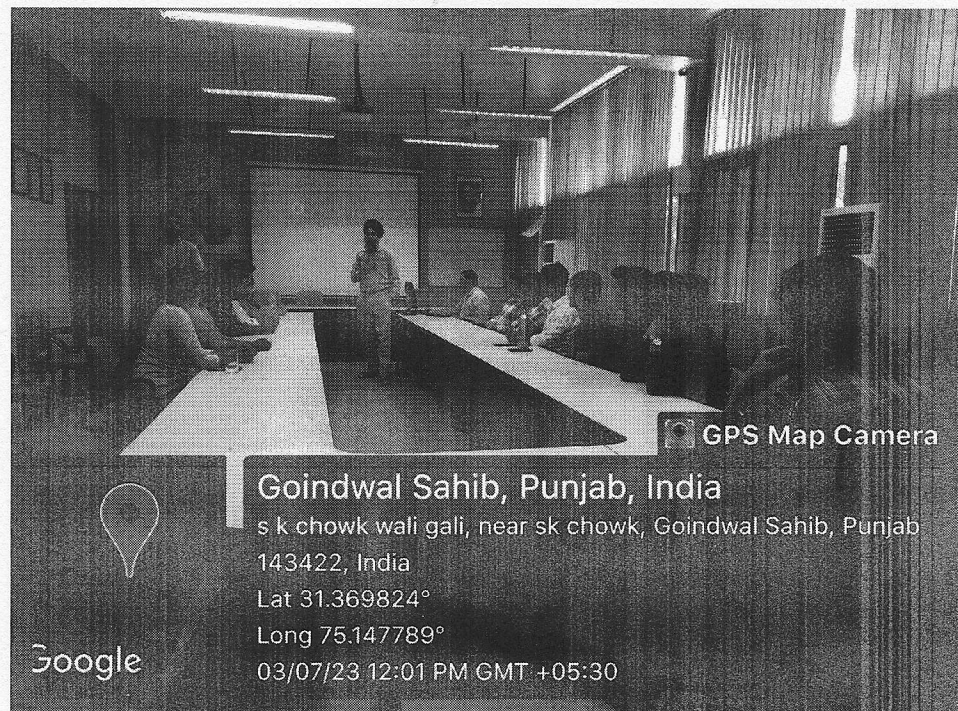 GPS Map Camera
Goindwal Sahib, Punjab, India
s k chowk wali gali, near sk chowk, Goindwal Sahib, Punjab
143422, India
Lat 31.369824°
Long 75.147789°
Google
03/07/23 12:01 PM GMT +05:30